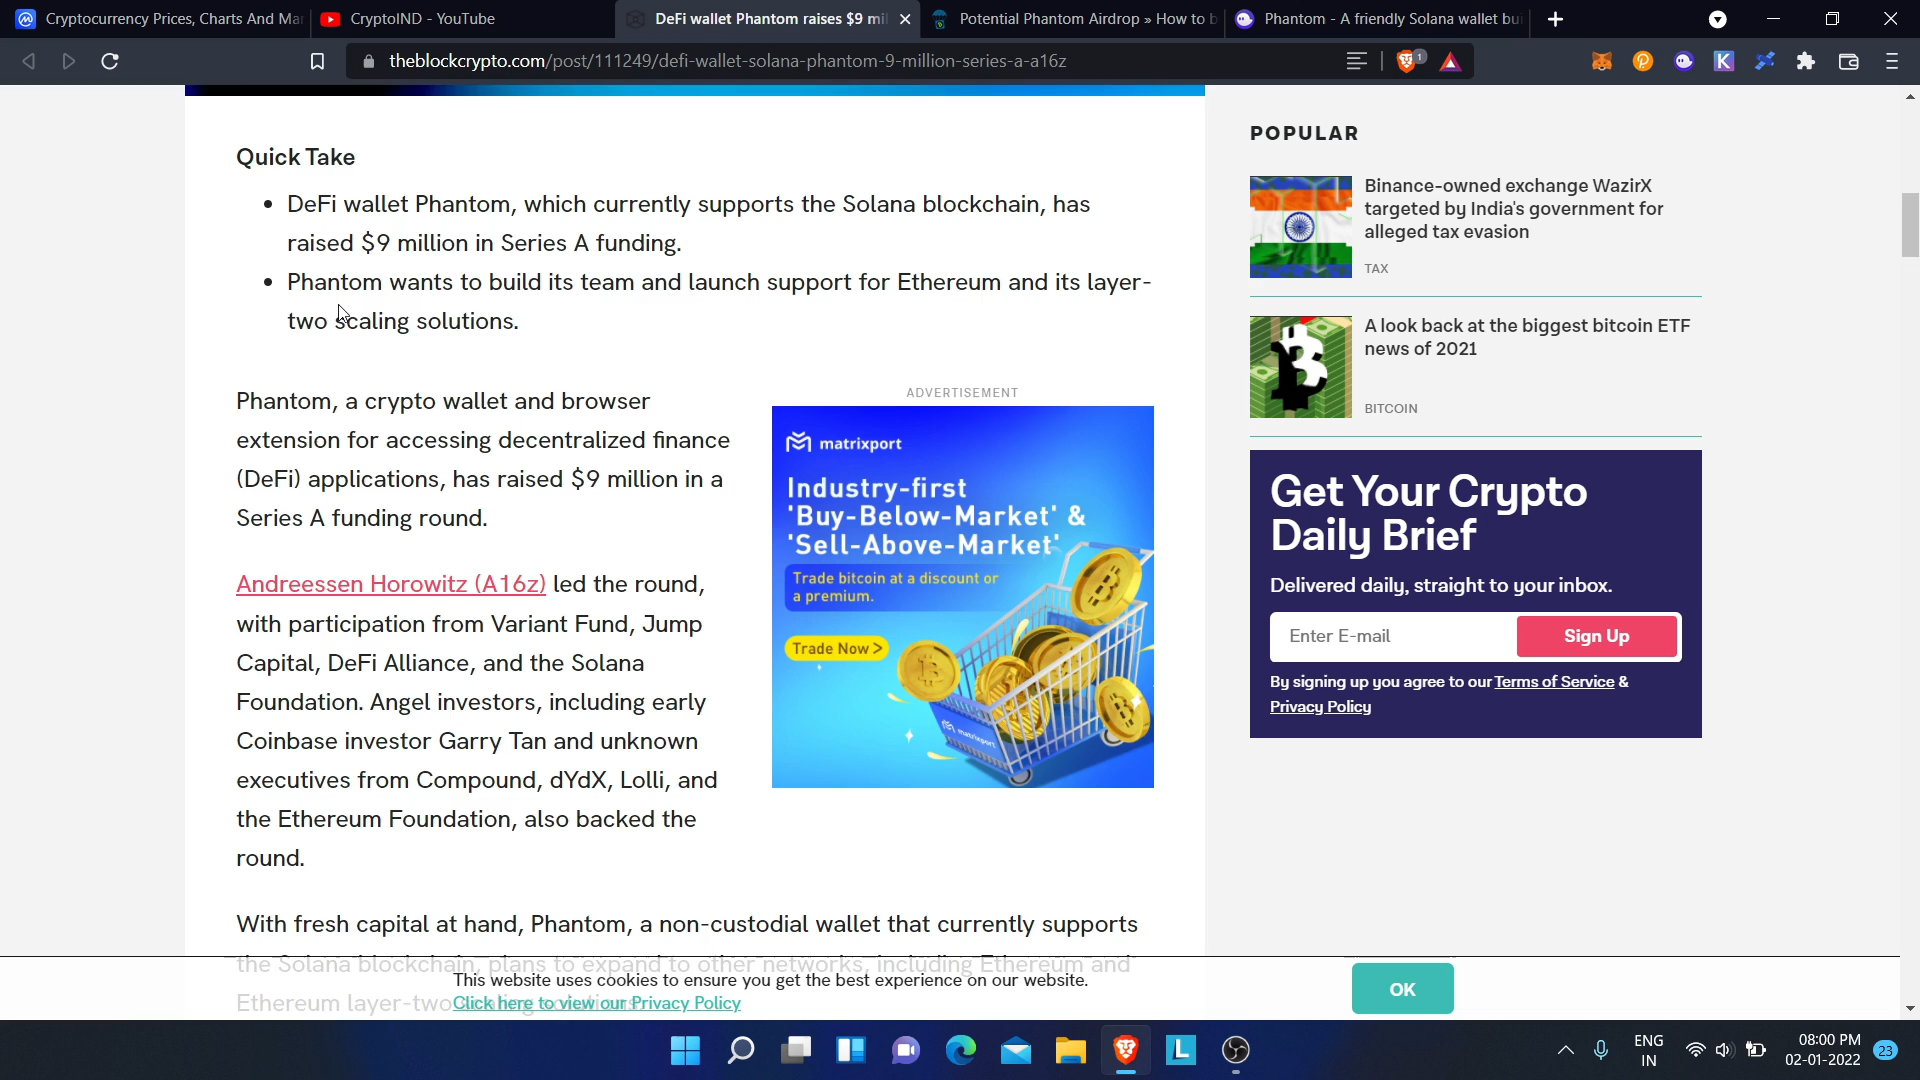 Cryptocurrency Prices, Charts And Mar
CryptoIND - YouTube
DeFi wallet Phantom raises $9 mil
Potential Phantom Airdrop » How to b
Phantom - A friendly Solana wallet bui
theblockcrypto.com/post/111249/defi-wallet-solana-phantom-9-million-series-a-a16z
1
Quick Take
DeFi wallet Phantom, which currently supports the Solana blockchain, has
raised $9 million in Series A funding.
Phantom wants to build its team and launch support for Ethereum and its layer-
two scaling solutions.
Phantom, a crypto wallet and browser
extension for accessing decentralized finance
(DeFi) applications, has raised $9 million in a
Series A funding round.
Andreessen Horowitz (A16z) led the round,
with participation from Variant Fund, Jump
Capital, DeFi Alliance, and the Solana
Foundation. Angel investors, including early
Coinbase investor Garry Tan and unknown
executives from Compound, dYdX, Lolli, and
the Ethereum Foundation, also backed the
round.
ADVERTISEMENT
matrixport
Industry-first
'Buy-Below-Market' &
'Sell-Above-Market'
Trade bitcoin at a discount or
a premium.
Trade Now >
matrixport
With fresh capital at hand, Phantom, a non-custodial wallet that currently supports
the Solana blockchain, plans to expand to other networks, including Ethereum and
Ethereum layer-two scaling solutions.
POPULAR
Binance-owned exchange WazirX
targeted by India's government for
alleged tax evasion
TAX
A look back at the biggest bitcoin ETF
news of 2021
BITCOIN
Get Your Crypto
Daily Brief
Delivered daily, straight to your inbox.
Enter E-mail
Sign Up
By signing up you agree to our Terms of Service &
Privacy Policy
This website uses cookies to ensure you get the best experience on our website.
Click here to view our Privacy Policy
OK
ENG
IN
08:00 PM
02-01-2022
23